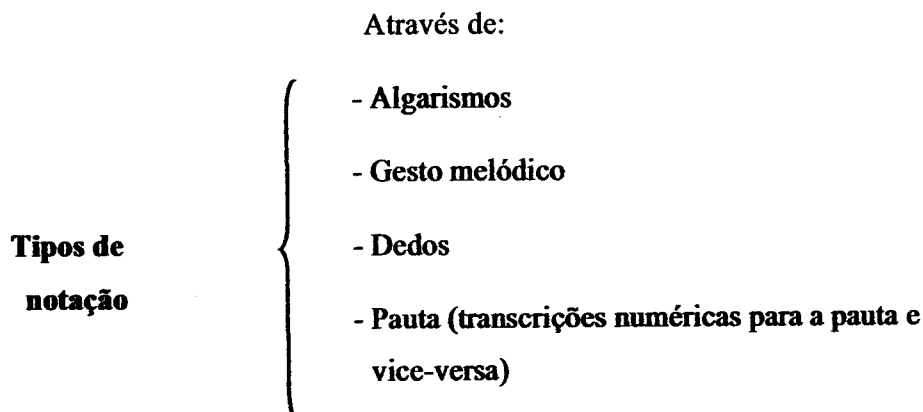 Através de:
- Algarismos
- Gesto melódico
Tipos de
- Dedos
notação
- Pauta (transcrições numéricas para a pauta e
vice-versa)